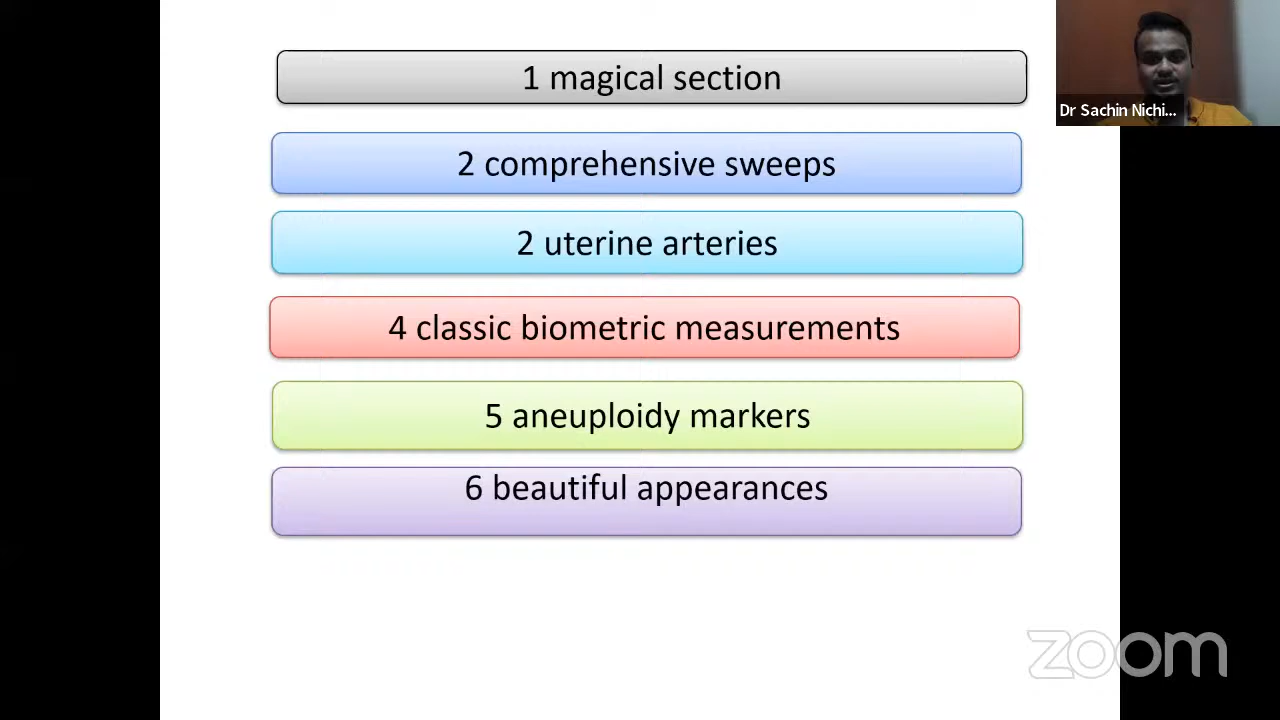 1 magical section
Dr Sachin Nichi...
2 comprehensive sweeps
2 uterine arteries
4 classic biometric measurements
5 aneuploidy markers
6 beautiful appearances
zoom